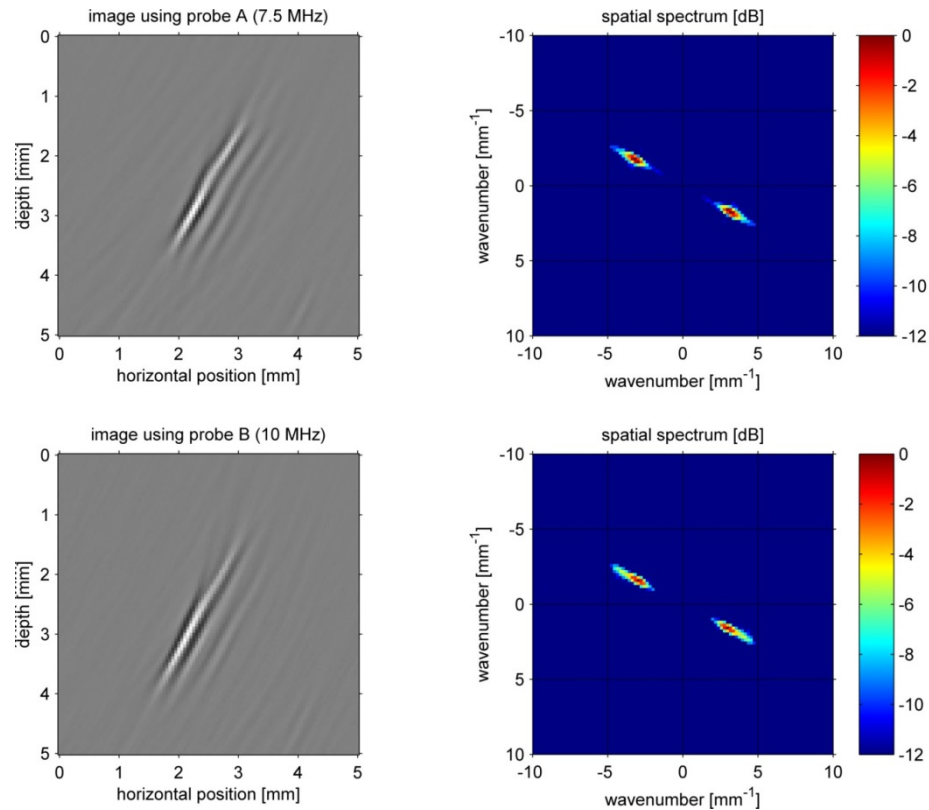 image using probe A (7.5 MHz)
0
1
2
3
4
5
depth [mm]
0 1 2 3 4 5
horizontal position [mm]
spatial spectrum [dB]
-10
-5
0
5
10
wavenumber [mm⁻¹]
-10 -5 0 5 10
wavenumber [mm⁻¹]
0
-2
-4
-6
-8
-10
-12
image using probe B (10 MHz)
0
1
2
3
4
5
depth [mm]
0 1 2 3 4 5
horizontal position [mm]
spatial spectrum [dB]
-10
-5
0
5
10
wavenumber [mm⁻¹]
-10 -5 0 5 10
wavenumber [mm⁻¹]
0
-2
-4
-6
-8
-10
-12